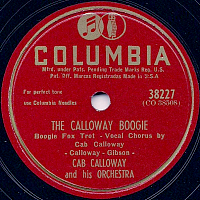 COLUMBIA
Mfrd. under Pats. Pending Trade Marks Reg. U.S.
Pat. Off. Marcas Registradas Made in U.S.A
For perfect tone
use Columbia Needles
38227
(CO 38508)
THE CALLOWAY BOOGIE
Boogie Fox Trot - Vocal Chorus by
Cab Calloway
- Calloway - Gibson -
CAB CALLOWAY
and his ORCHESTRA